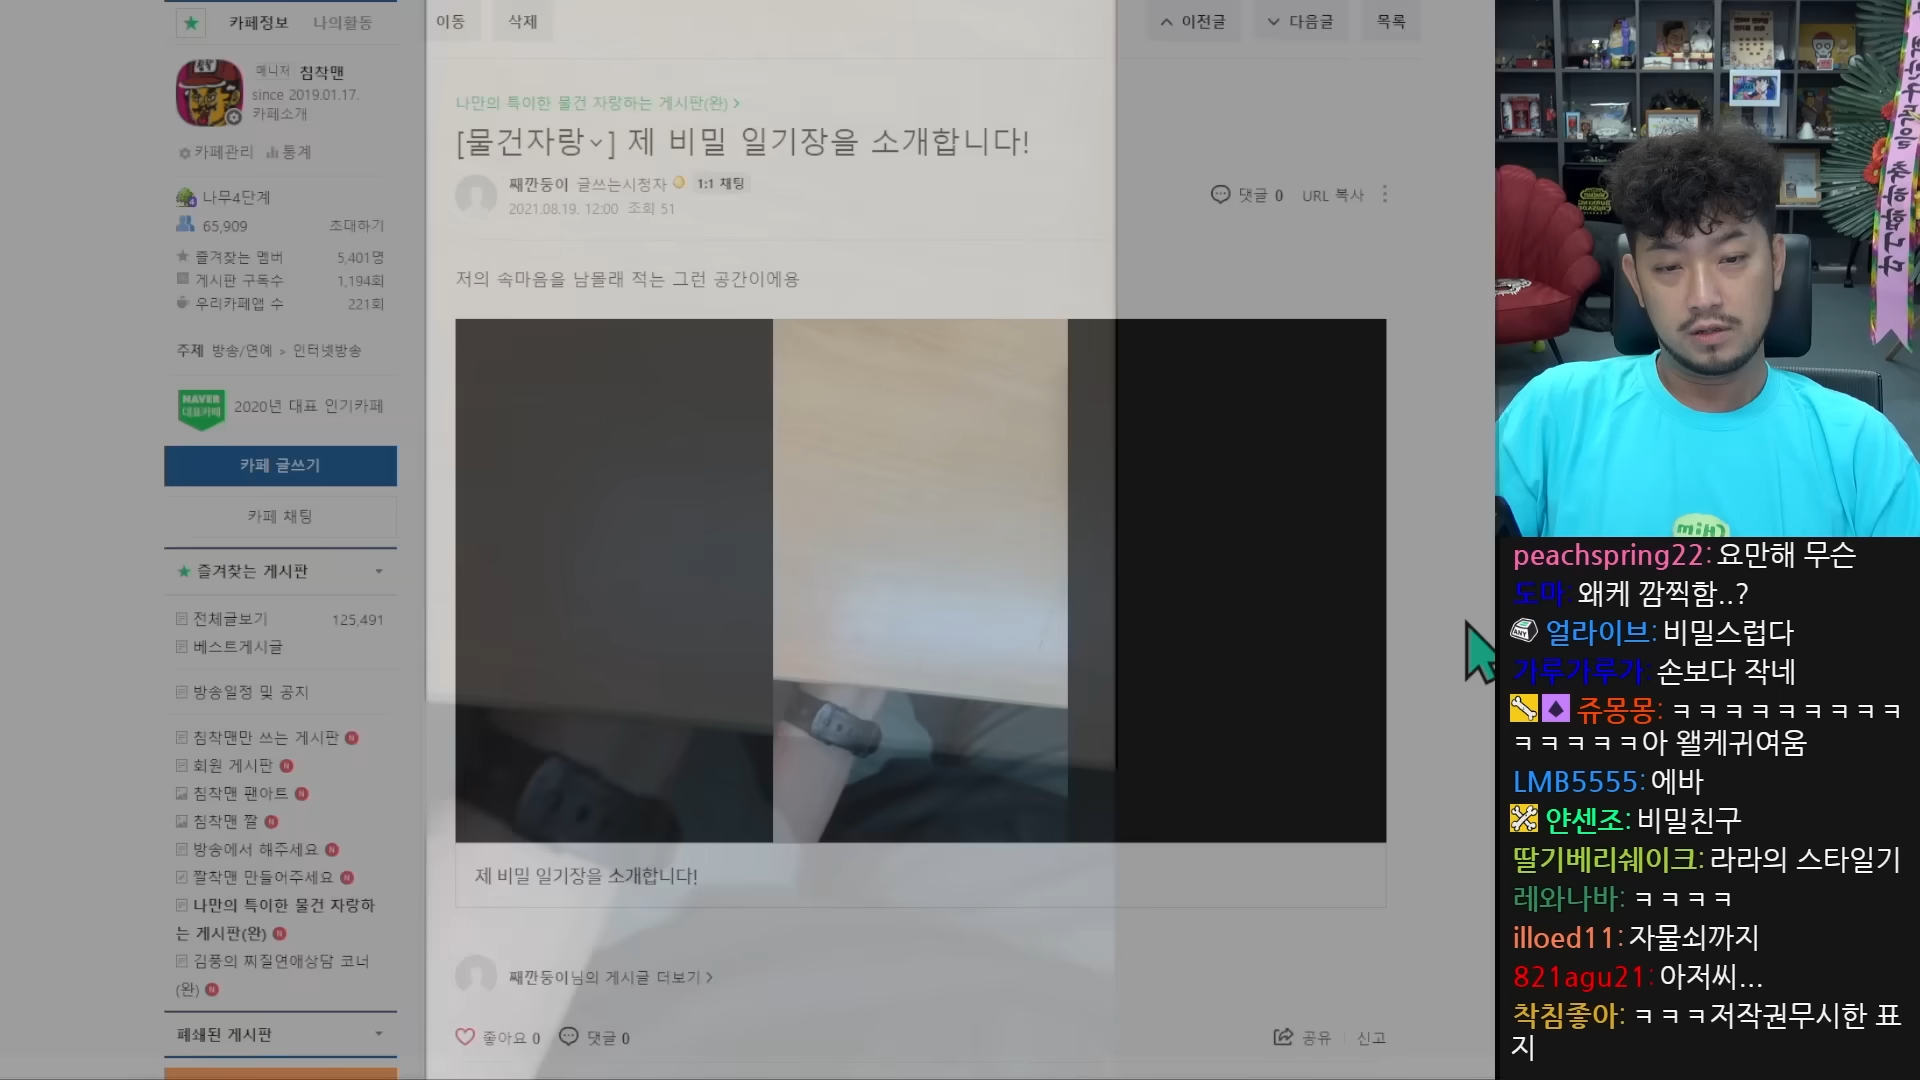 카페정보 나의활동
매니저 침착맨
since 2019.01.17.
카페소개
카페관리 통계
나무4단계
65,909 초대하기
즐겨찾는 멤버 5,401명
게시판 구독수 1,194회
우리카페앱 수 221회
주제 방송/연예 > 인터넷방송
NAVER
대표카페
2020년 대표 인기카페
카페 글쓰기
카페 채팅
즐겨찾는 게시판
전체글보기 125,491
베스트게시글
방송일정 및 공지
침착맨만 쓰는 게시판 N
회원 게시판 N
침착맨 팬아트 N
침착맨 짤 N
방송에서 해주세요 N
짤착맨 만들어주세요 N
나만의 특이한 물건 자랑하
는 게시판(완) N
김풍의 찌질연애상담 코너
(완) N
폐쇄된 게시판
이동 삭제
이전글 다음글 목록
나만의 특이한 물건 자랑하는 게시판(완) >
[물건자랑] 제 비밀 일기장을 소개합니다!
째깐둥이 글쓰는시청자 1:1 채팅
2021.08.19. 12:00 조회 51
댓글 0 URL 복사
저의 속마음을 남몰래 적는 그런 공간이에용
제 비밀 일기장을 소개합니다!
째깐둥이님의 게시글 더보기 >
좋아요 0 댓글 0
공유 신고
peachspring22: 요만해 무슨
도마: 왜케 깜찍함..?
ANY 얼라이브: 비밀스럽다
가루가루가: 손보다 작네
쥬몽몽: ㅋㅋㅋㅋㅋㅋㅋㅋㅋ
ㅋㅋㅋㅋㅋ아 왤케귀여움
LMB5555: 에바
얀센조: 비밀친구
딸기베리쉐이크: 라라의 스타일기
레와나바: ㅋㅋㅋㅋ
illoed11: 자물쇠까지
821agu21: 아저씨...
착침좋아: ㅋㅋㅋ저작권무시한 표
지